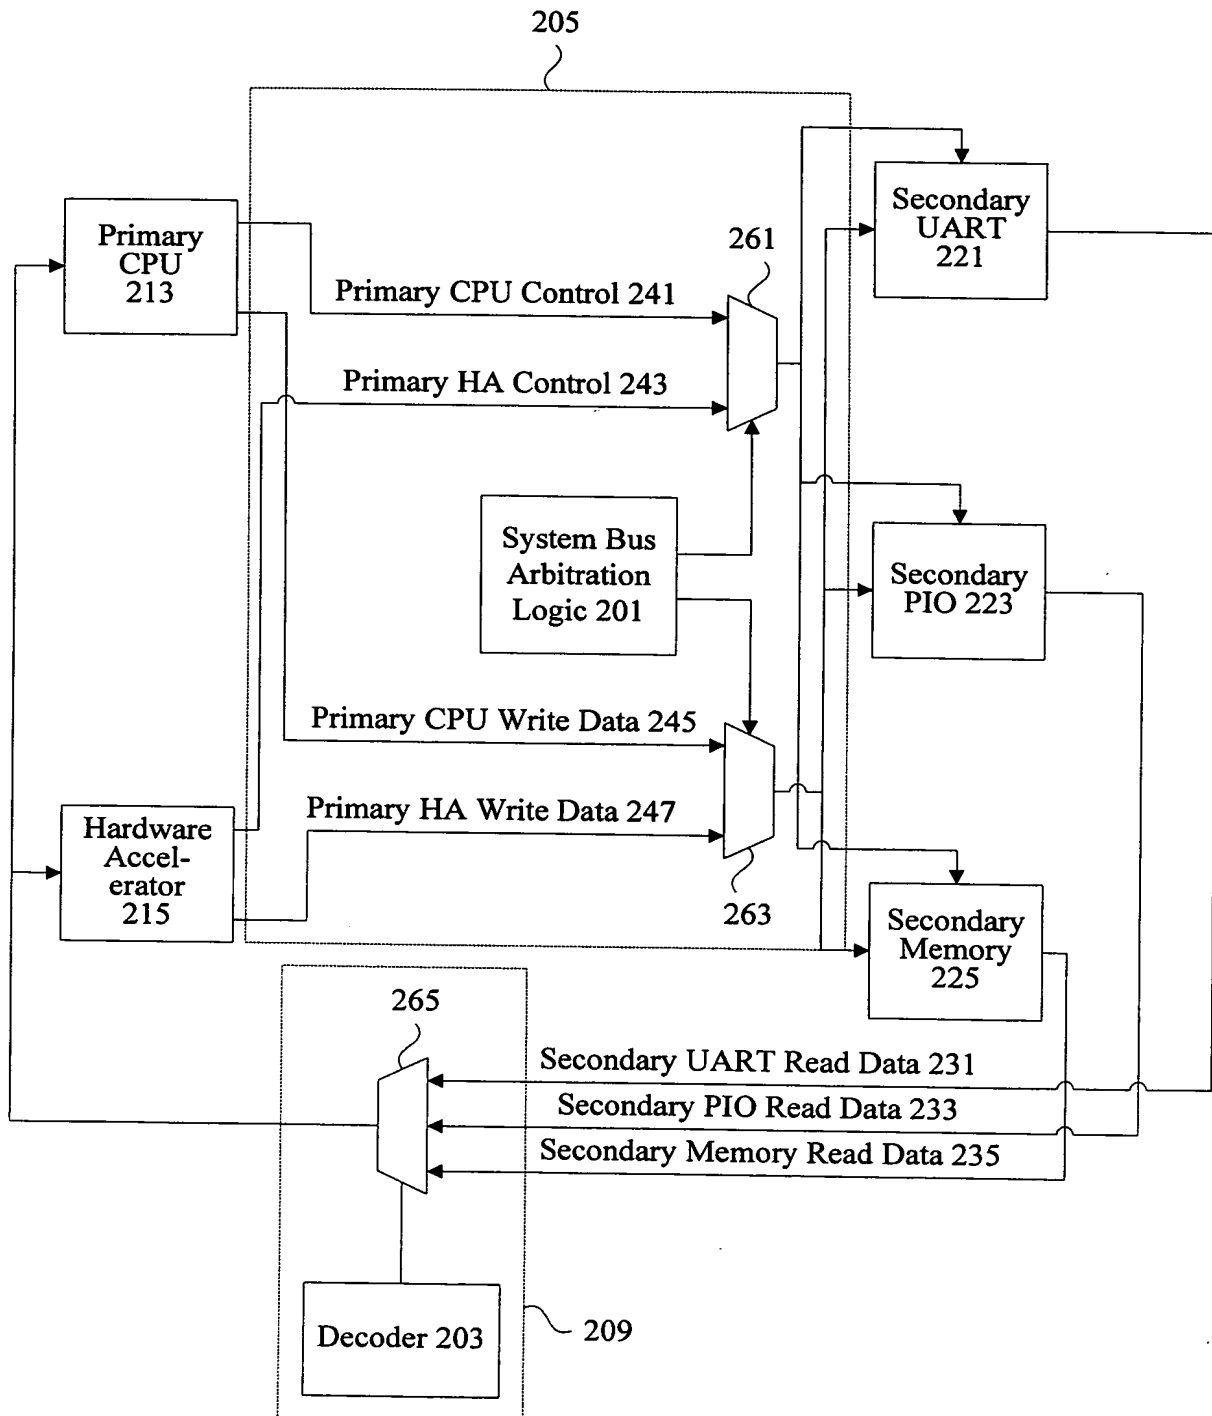 205
Primary
CPU
213
Secondary
UART
221
261
Primary CPU Control 241
Primary HA Control 243
System Bus
Arbitration
Logic 201
Secondary
PIO 223
Primary CPU Write Data 245
Primary HA Write Data 247
Hardware
Accel-
erator
215
263
Secondary
Memory
225
265
Secondary UART Read Data 231
Secondary PIO Read Data 233
Secondary Memory Read Data 235
Decoder 203
209